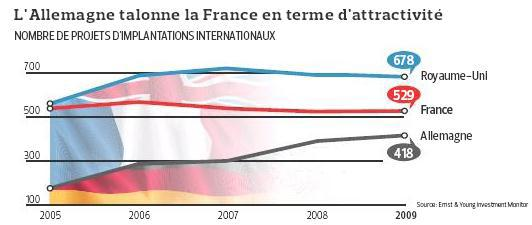 L'Allemagne talonne la France en terme d'attractivité
NOMBRE DE PROJETS D'IMPLANTATIONS INTERNATIONAUX
678
700
Royaume-Uni
529
500
France
Allemagne
300
418
100
2005 2006 2007 2008 2009
Source: Ernst & Young Investment Monitor